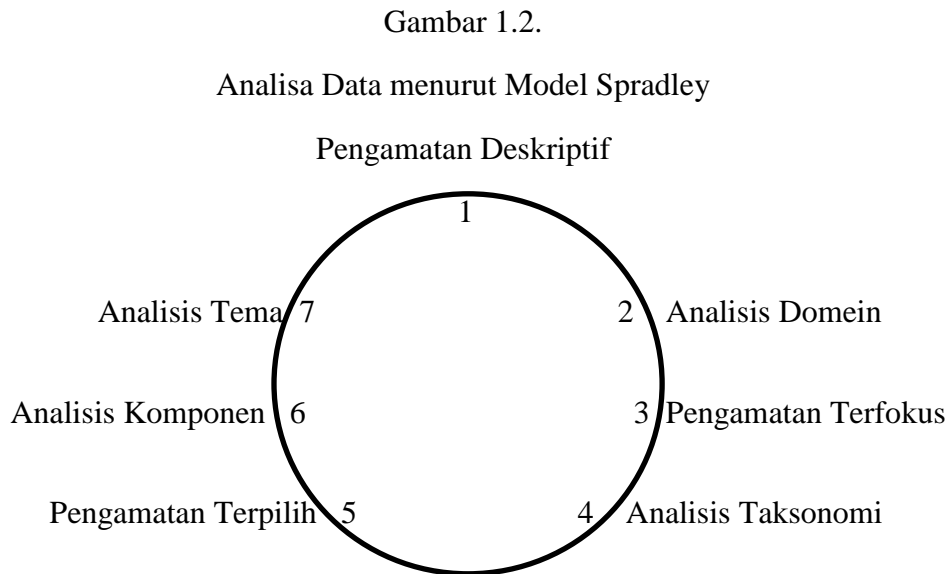 Gambar 1.2.
Analisa Data menurut Model Spradley
Pengamatan Deskriptif
1
Analisis Tema 7 2 Analisis Domein
Analisis Komponen 6 3 Pengamatan Terfokus
Pengamatan Terpilih 5 4 Analisis Taksonomi